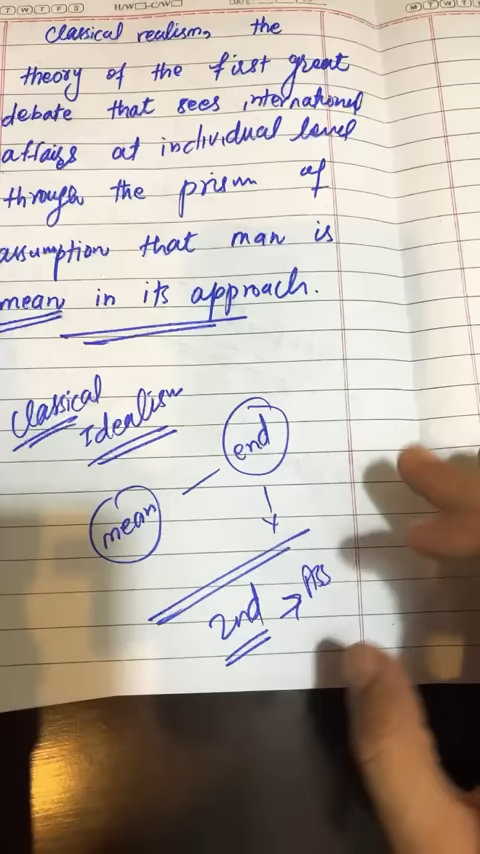 T W T F S H/W C/W DATE: M T W T
Classical realism, the
theory of the first great
debate that sees international
affairs at individual level
through the prism of
assumption that man is
mean in its approach.
Classical
Idealism
end
mean
2nd →